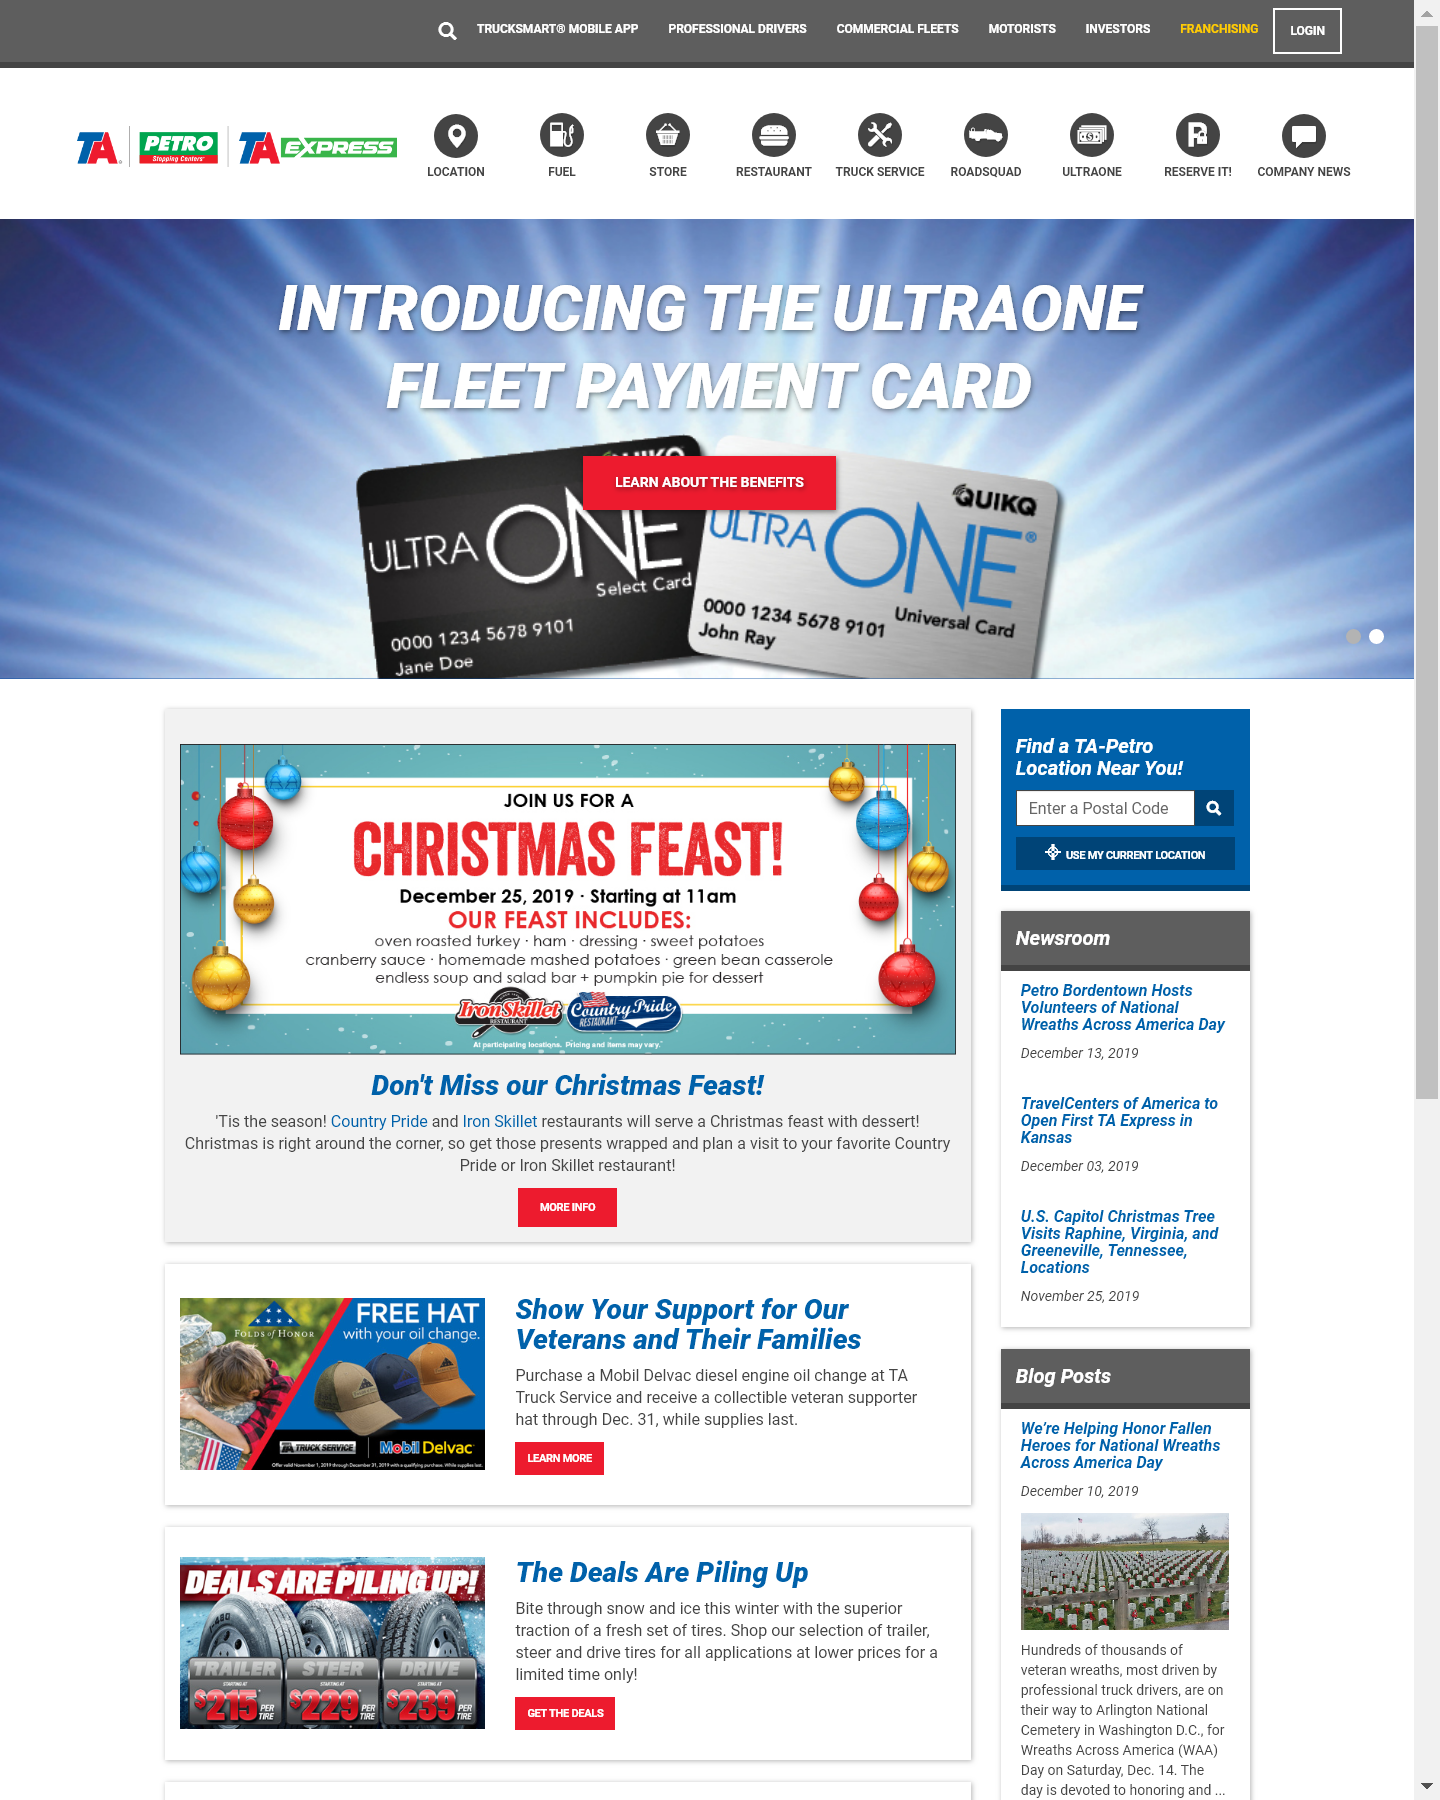 TRUCKSMART® MOBILE APP
PROFESSIONAL DRIVERS
COMMERCIAL FLEETS
MOTORISTS
INVESTORS
FRANCHISING
LOGIN
TA
PETRO
Stopping Centers
TA EXPRESS
LOCATION
FUEL
STORE
RESTAURANT
TRUCK SERVICE
ROADSQUAD
ULTRAONE
RESERVE IT!
COMPANY NEWS
INTRODUCING THE ULTRAONE
FLEET PAYMENT CARD
LEARN ABOUT THE BENEFITS
QUIKQ
ULTRA ONE
Select Card
0000 1234 5678 9101
Jane Doe
QUIKQ
ULTRA ONE®
Universal Card
0000 1234 5678 9101
John Ray
JOIN US FOR A
CHRISTMAS FEAST!
December 25, 2019 · Starting at 11am
OUR FEAST INCLUDES:
oven roasted turkey · ham · dressing · sweet potatoes
cranberry sauce · homemade mashed potatoes · green bean casserole
endless soup and salad bar + pumpkin pie for dessert
Iron Skillet
RESTAURANT
Country Pride
RESTAURANT
At participating locations. Pricing and items may vary.
Don't Miss our Christmas Feast!
'Tis the season! Country Pride and Iron Skillet restaurants will serve a Christmas feast with dessert!
Christmas is right around the corner, so get those presents wrapped and plan a visit to your favorite Country
Pride or Iron Skillet restaurant!
MORE INFO
FOLDS of HONOR
FREE HAT
with your oil change.
TA TRUCK SERVICE
Mobil Delvac
Offer valid November 1, 2019 through December 31, 2019 with a qualifying purchase. While supplies last.
Show Your Support for Our
Veterans and Their Families
Purchase a Mobil Delvac diesel engine oil change at TA
Truck Service and receive a collectible veteran supporter
hat through Dec. 31, while supplies last.
LEARN MORE
DEALS ARE PILING UP!
TRAILER
STARTING AT
$215 PER TIRE
STEER
STARTING AT
$229 PER TIRE
DRIVE
STARTING AT
$239 PER TIRE
The Deals Are Piling Up
Bite through snow and ice this winter with the superior
traction of a fresh set of tires. Shop our selection of trailer,
steer and drive tires for all applications at lower prices for a
limited time only!
GET THE DEALS
Find a TA-Petro
Location Near You!
Enter a Postal Code
USE MY CURRENT LOCATION
Newsroom
Petro Bordentown Hosts
Volunteers of National
Wreaths Across America Day
December 13, 2019
TravelCenters of America to
Open First TA Express in
Kansas
December 03, 2019
U.S. Capitol Christmas Tree
Visits Raphine, Virginia, and
Greeneville, Tennessee,
Locations
November 25, 2019
Blog Posts
We're Helping Honor Fallen
Heroes for National Wreaths
Across America Day
December 10, 2019
Hundreds of thousands of
veteran wreaths, most driven by
professional truck drivers, are on
their way to Arlington National
Cemetery in Washington D.C., for
Wreaths Across America (WAA)
Day on Saturday, Dec. 14. The
day is devoted to honoring and ...